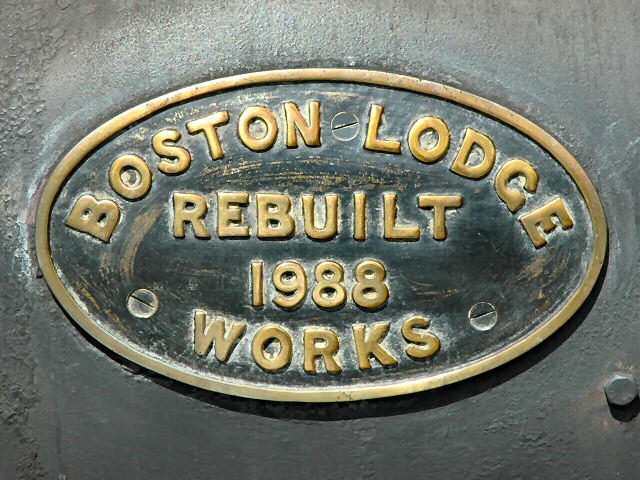 BOSTON LODGE
REBUILT
1988
WORKS